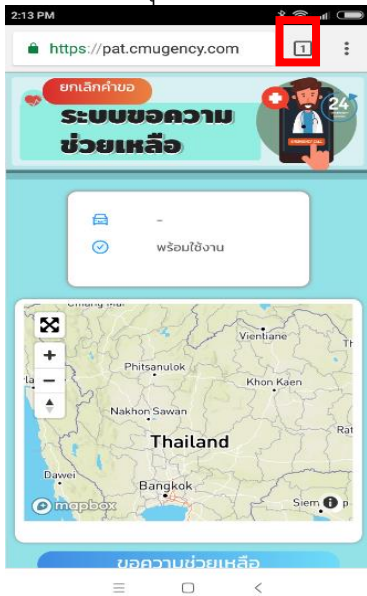 2:13 PM
https://pat.cmugency.com
1
ยกเลิกคำขอ
ระบบขอความ
ช่วยเหลือ
24
EMERGENCY CALL
-
พร้อมใช้งาน
Chiang Mai
Vientiane
Th
Phitsanulok
Khon Kaen
Nakhon Sawan
Thailand
Rat
Dawei
Bangkok
mapbox
Siem
p
ขอความช่วยเหลือ